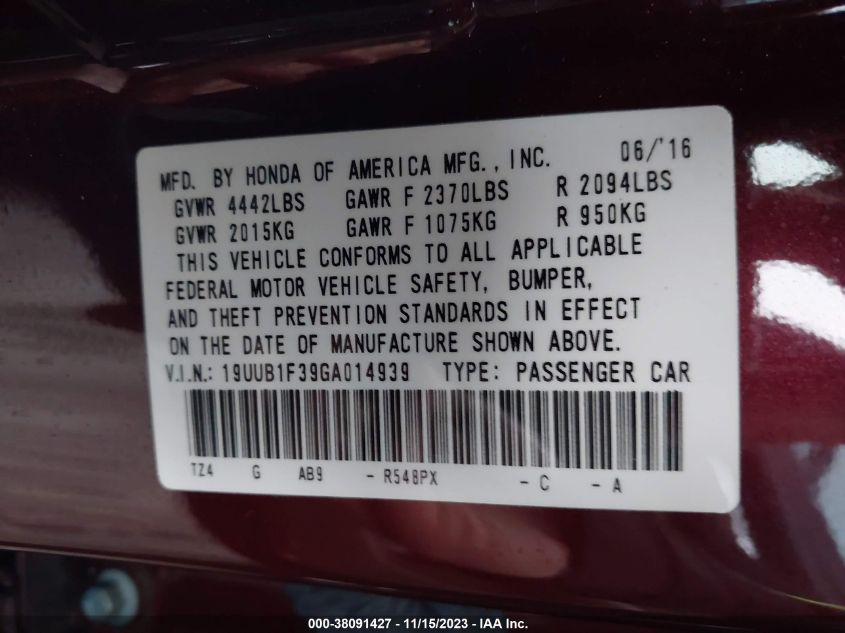 MFD. BY HONDA OF AMERICA MFG., INC. 06/'16
GVWR 4442LBS GAWR F 2370LBS R 2094LBS
GVWR 2015KG GAWR F 1075KG R 950KG
THIS VEHICLE CONFORMS TO ALL APPLICABLE
FEDERAL MOTOR VEHICLE SAFETY, BUMPER,
AND THEFT PREVENTION STANDARDS IN EFFECT
ON THE DATE OF MANUFACTURE SHOWN ABOVE.
V.I.N.: 19UUB1F39GA014939 TYPE: PASSENGER CAR
TZ4 G AB9 - R548PX - C - A
000-38091427 - 11/15/2023 - IAA Inc.